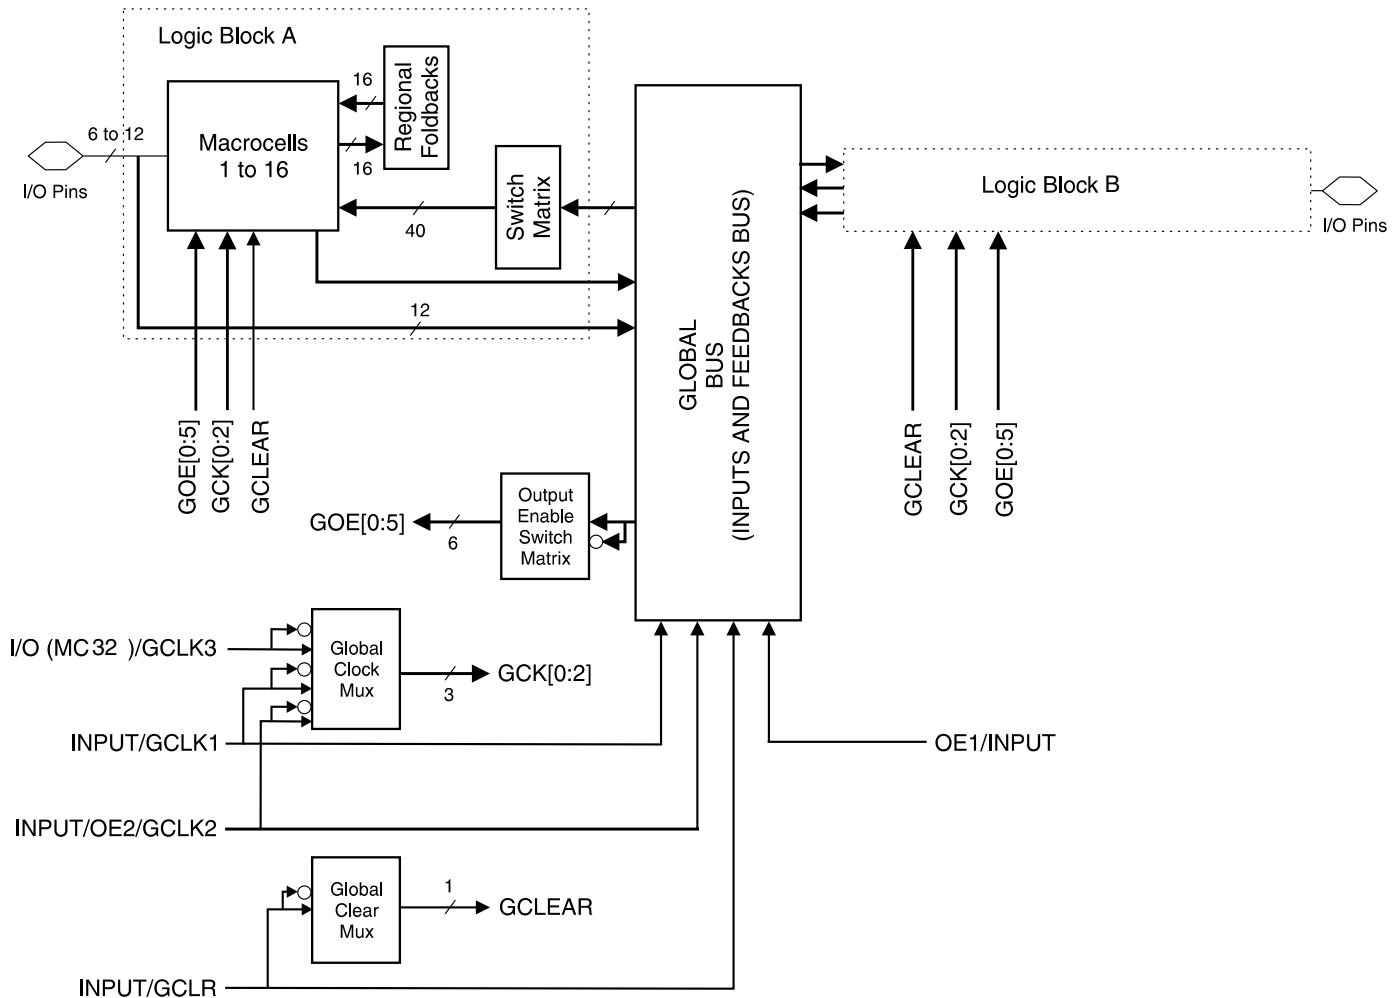 Logic Block A
16
Regional
Foldbacks
6 to 12
Macrocells
1 to 16
16
I/O Pins
Switch
Matrix
40
12
GOE[0:5]
GCK[0:2]
GCLEAR
GLOBAL
BUS
(INPUTS AND FEEDBACKS BUS)
Logic Block B
I/O Pins
GCLEAR
GCK[0:2]
GOE[0:5]
Output
Enable
Switch
Matrix
GOE[0:5]
6
I/O (MC32 )/GCLK3
Global
Clock
Mux
3
GCK[0:2]
INPUT/GCLK1
OE1/INPUT
INPUT/OE2/GCLK2
Global
Clear
Mux
1
GCLEAR
INPUT/GCLR